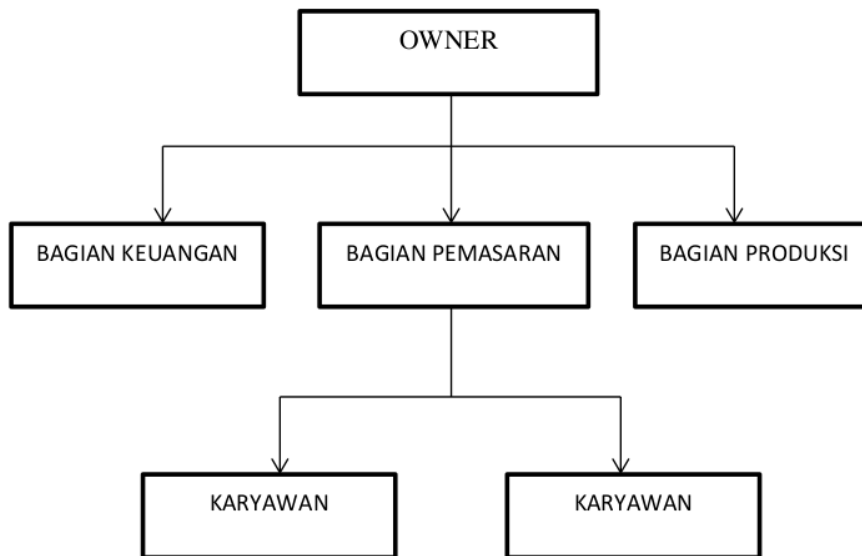 OWNER
BAGIAN KEUANGAN
BAGIAN PEMASARAN
BAGIAN PRODUKSI
KARYAWAN
KARYAWAN